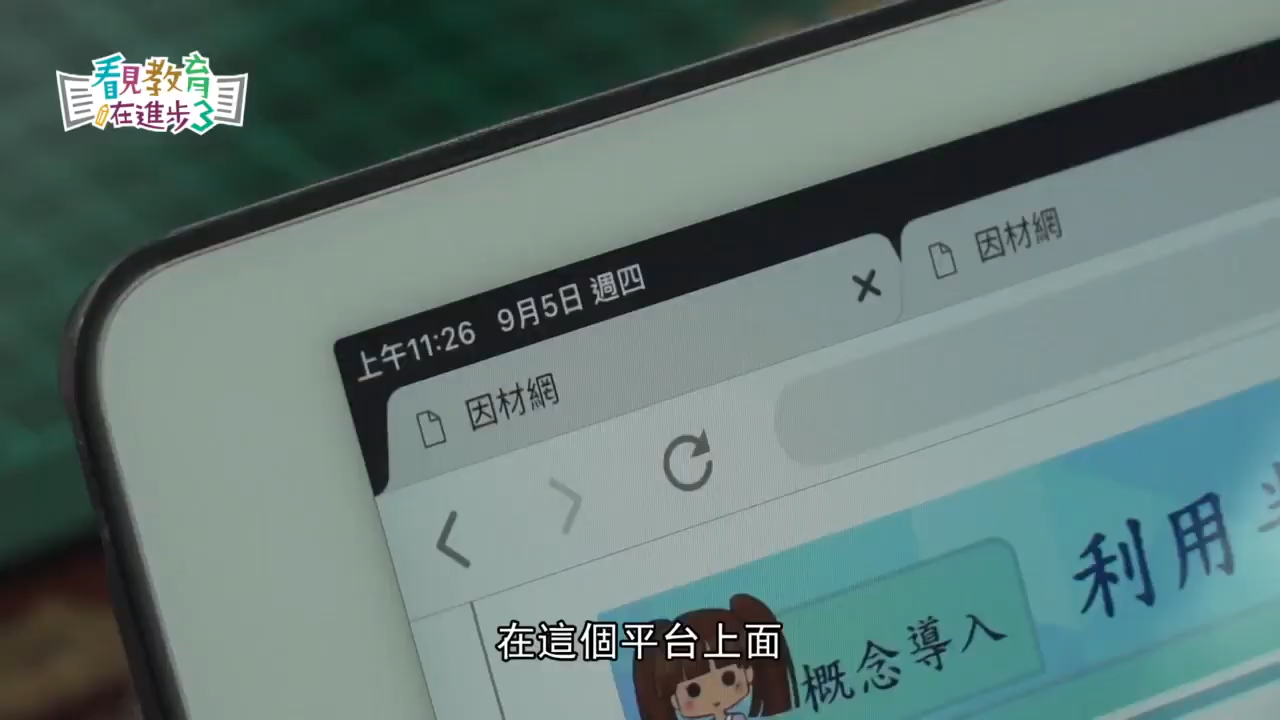 看見教育
在進步3
上午11:26 9月5日 週四
因材網
因材網
利用
概念導入
在這個平台上面